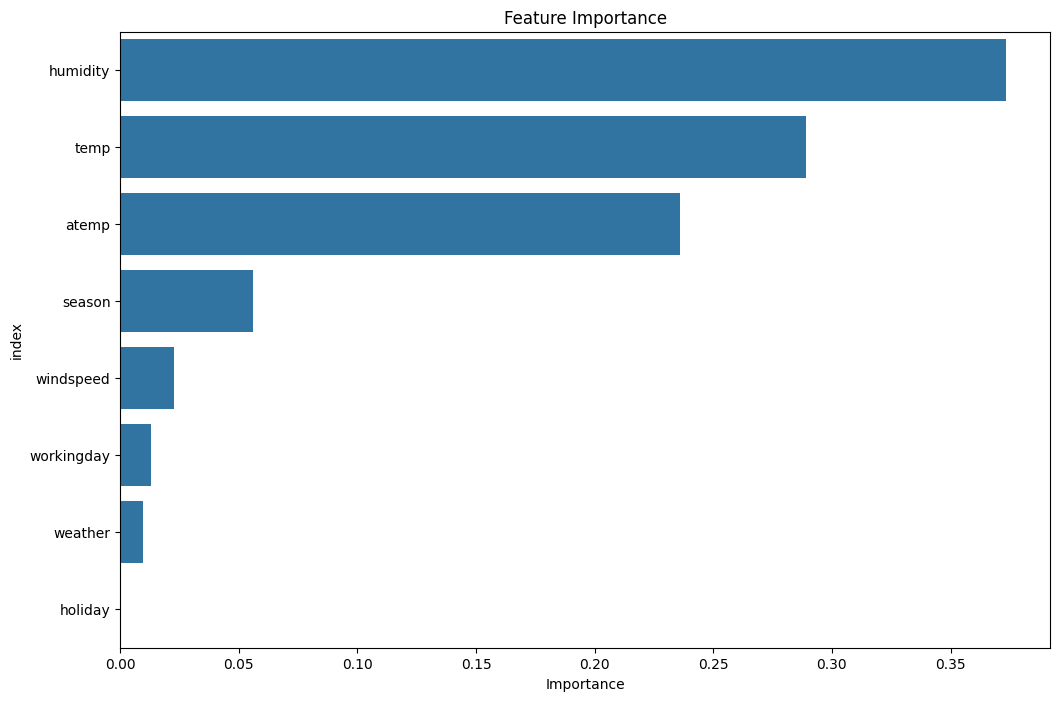 Feature Importance
humidity
temp
atemp
season
windspeed
workingday
weather
holiday
index
0.00 0.05 0.10 0.15 0.20 0.25 0.30 0.35
Importance